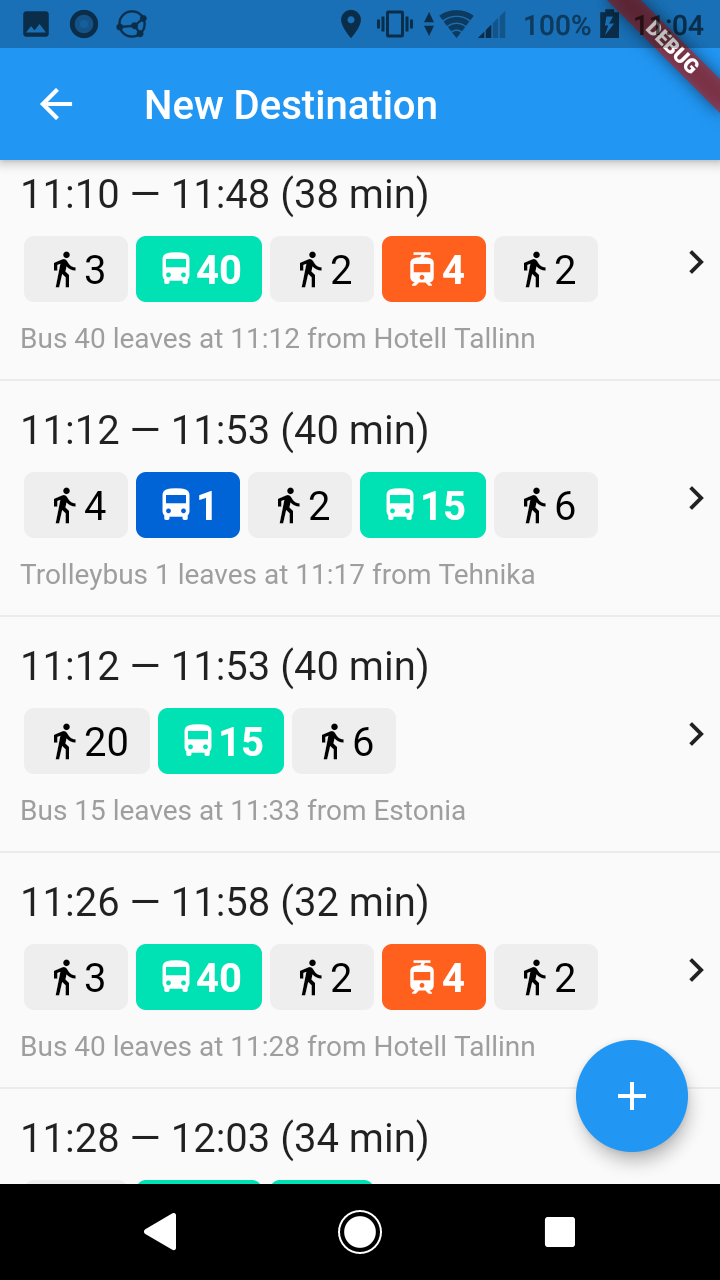 100% 11:04
DEBUG
New Destination
11:10 — 11:48 (38 min)
3 40 2 4 2
Bus 40 leaves at 11:12 from Hotell Tallinn
11:12 — 11:53 (40 min)
4 1 2 15 6
Trolleybus 1 leaves at 11:17 from Tehnika
11:12 — 11:53 (40 min)
20 15 6
Bus 15 leaves at 11:33 from Estonia
11:26 — 11:58 (32 min)
3 40 2 4 2
Bus 40 leaves at 11:28 from Hotell Tallinn
11:28 — 12:03 (34 min)